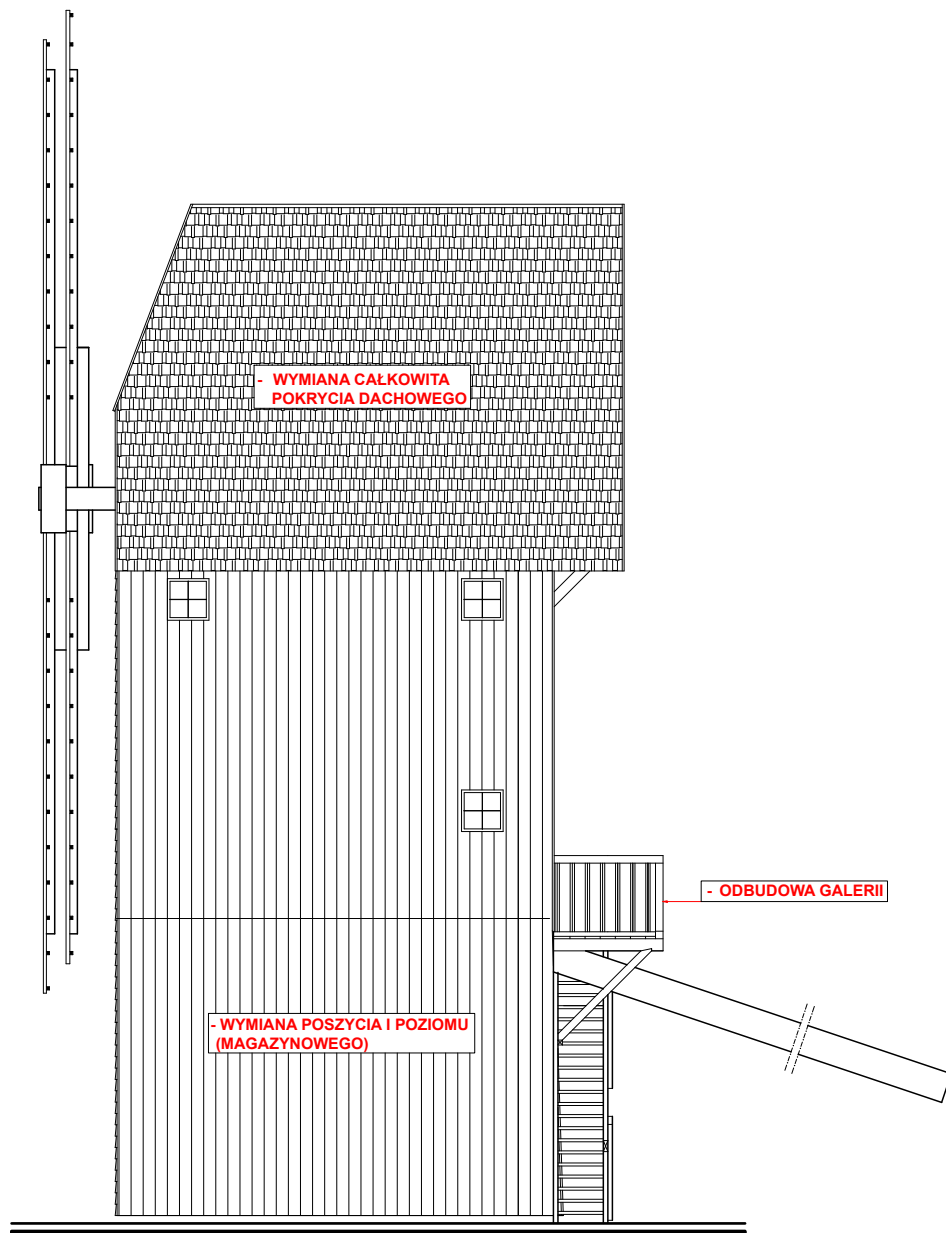 - WYMIANA CAŁKOWITA
POKRYCIA DACHOWEGO
- ODBUDOWA GALERII
- WYMIANA POSZYCIA I POZIOMU
(MAGAZYNOWEGO)